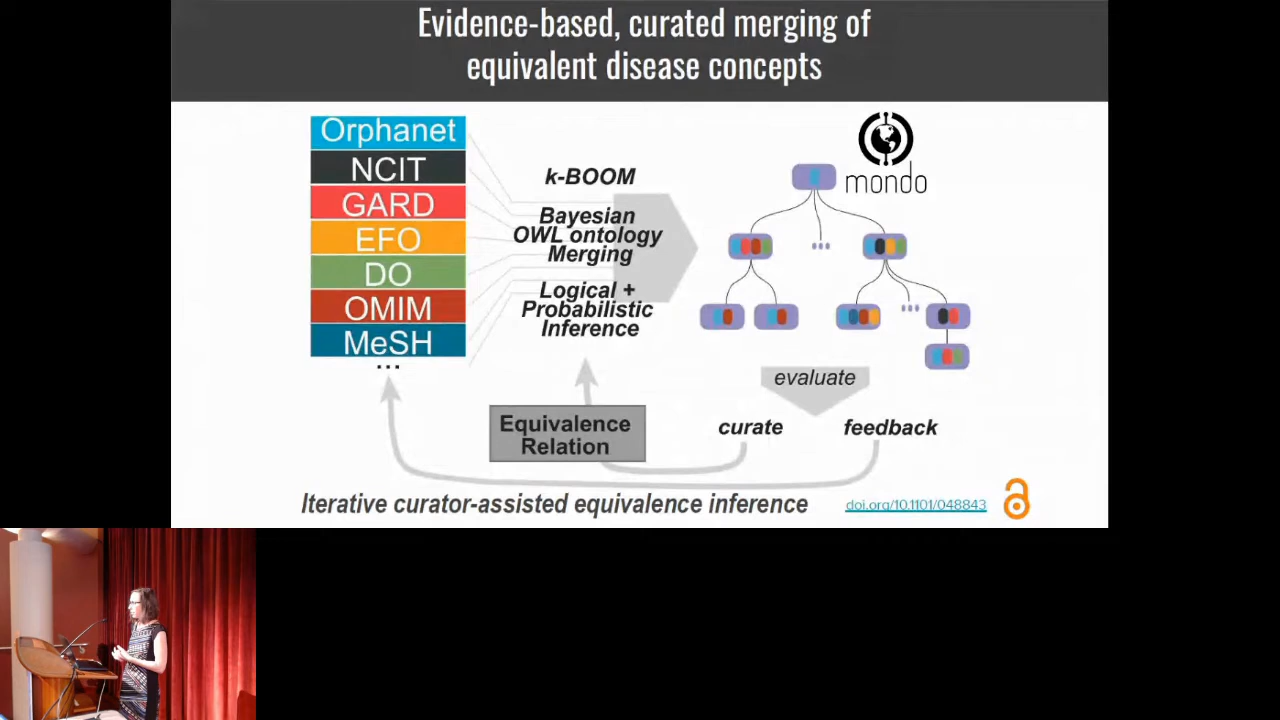 Evidence-based, curated merging of
equivalent disease concepts
Orphanet
NCIT
GARD
EFO
DO
OMIM
MeSH
...
k-BOOM
Bayesian
OWL ontology
Merging
Logical +
Probabilistic
Inference
mondo
...
...
evaluate
curate
feedback
Equivalence
Relation
Iterative curator-assisted equivalence inference
doi.org/10.1101/048843